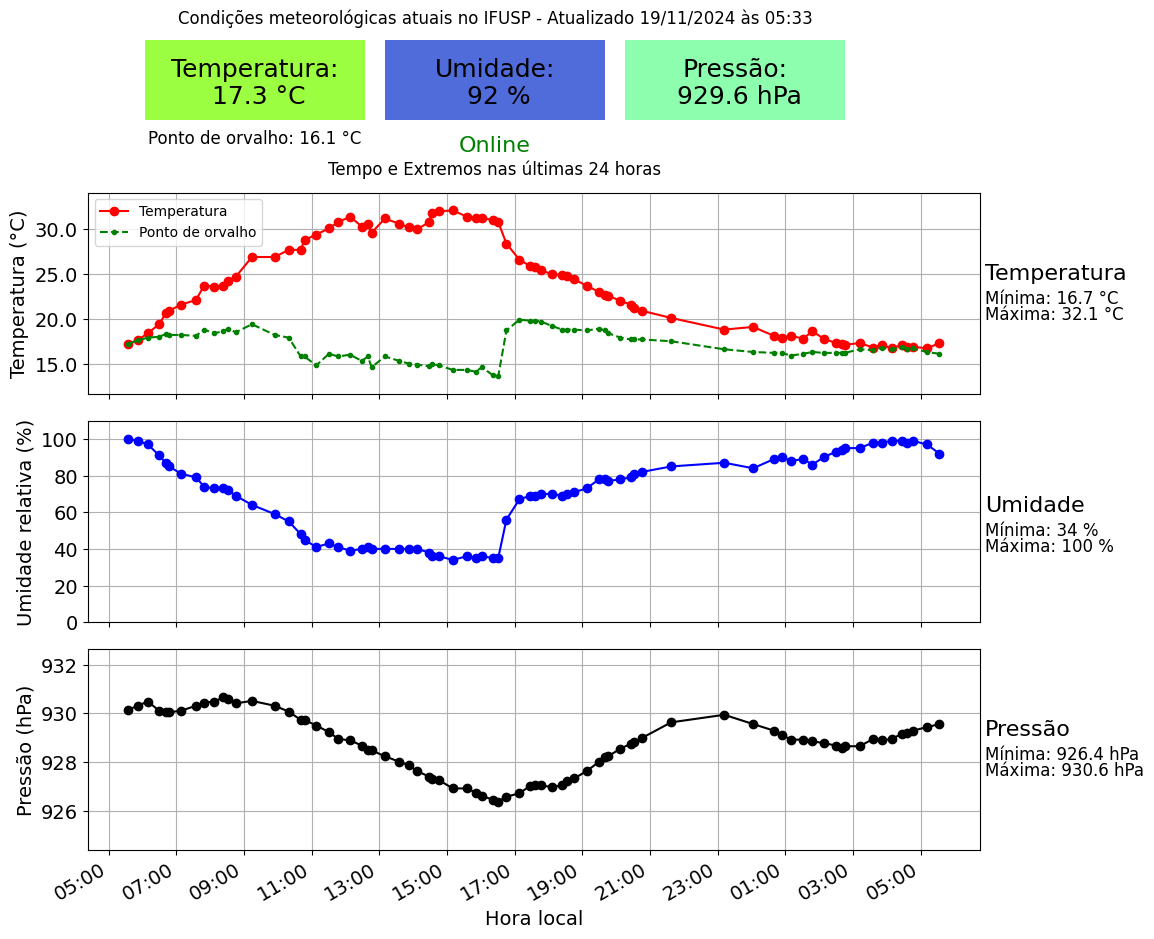 Condições meteorológicas atuais no IFUSP - Atualizado 19/11/2024 às 05:33
Temperatura:
17.3 °C
Umidade:
92 %
Pressão:
929.6 hPa
Ponto de orvalho: 16.1 °C
Online
Tempo e Extremos nas últimas 24 horas
Temperatura (°C)
30.0
25.0
20.0
15.0
Temperatura
Ponto de orvalho
Temperatura
Mínima: 16.7 °C
Máxima: 32.1 °C
Umidade relativa (%)
100
80
60
40
20
0
Umidade
Mínima: 34 %
Máxima: 100 %
Pressão (hPa)
932
930
928
926
Pressão
Mínima: 926.4 hPa
Máxima: 930.6 hPa
05:00 07:00 09:00 11:00 13:00 15:00 17:00 19:00 21:00 23:00 01:00 03:00 05:00
Hora local